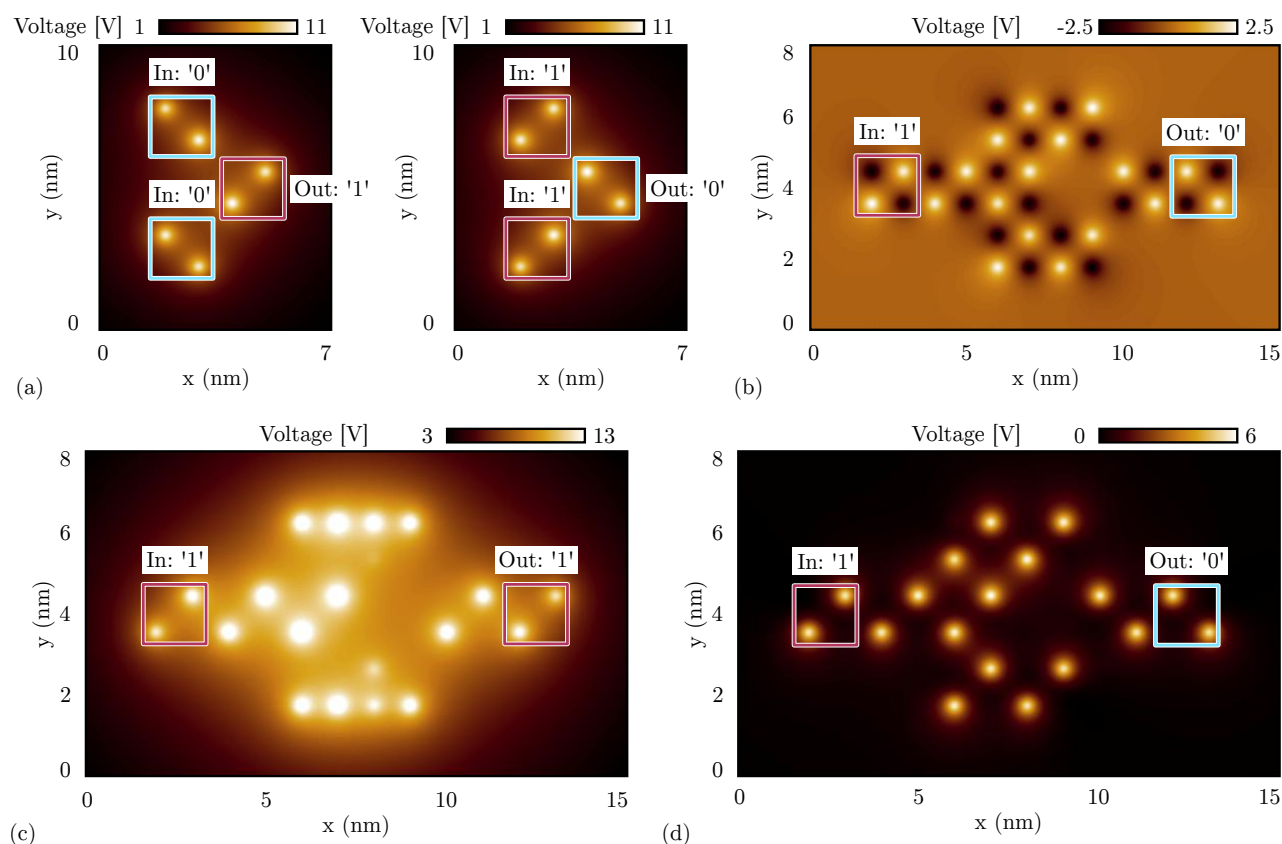 Voltage [V] 1 11
10
In: '0'
y (nm)
In: '0'
Out: '1'
0
0 7
x (nm)
(a)
Voltage [V] 1 11
10
In: '1'
y (nm)
In: '1'
Out: '0'
0
0 7
x (nm)
Voltage [V] -2.5 2.5
8
6
In: '1' Out: '0'
y (nm)
4
2
0
0 5 10 15
x (nm)
(b)
Voltage [V] 3 13
8
6
In: '1' Out: '1'
y (nm)
4
2
0
0 5 10 15
x (nm)
(c)
Voltage [V] 0 6
8
6
In: '1' Out: '0'
y (nm)
4
2
0
0 5 10 15
x (nm)
(d)